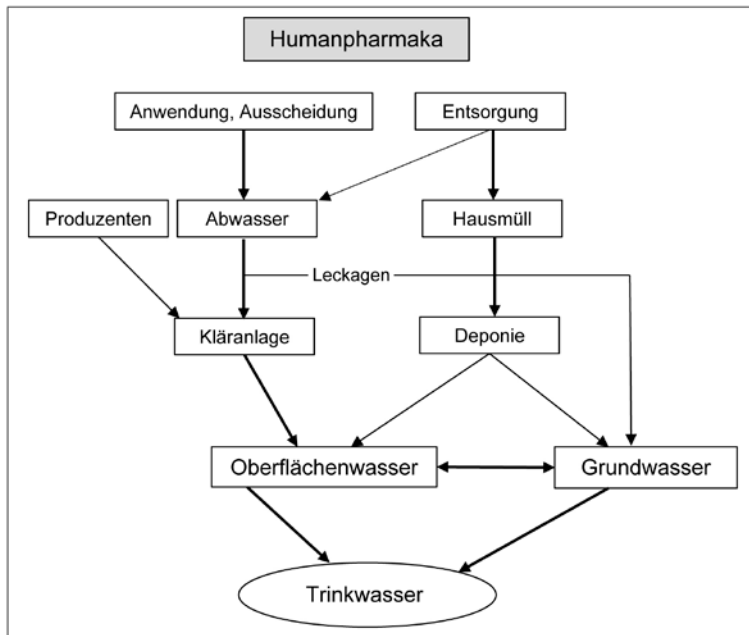 Humanpharmaka
Anwendung, Ausscheidung
Entsorgung
Produzenten
Abwasser
Hausmüll
Leckagen
Kläranlage
Deponie
Oberflächenwasser
Grundwasser
Trinkwasser